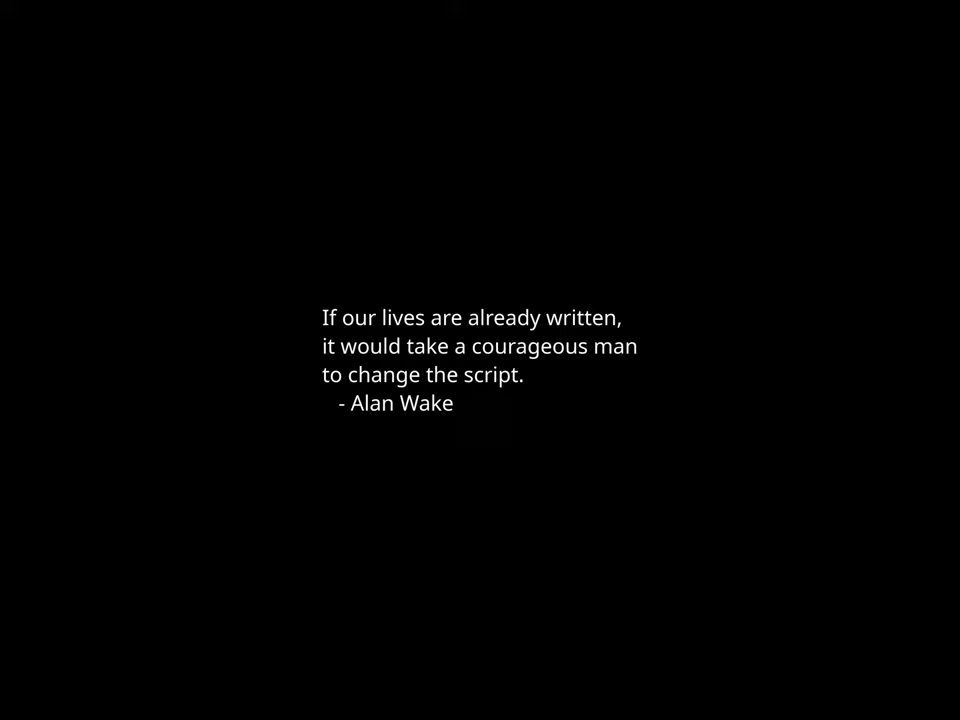 If our lives are already written,
it would take a courageous man
to change the script.
- Alan Wake